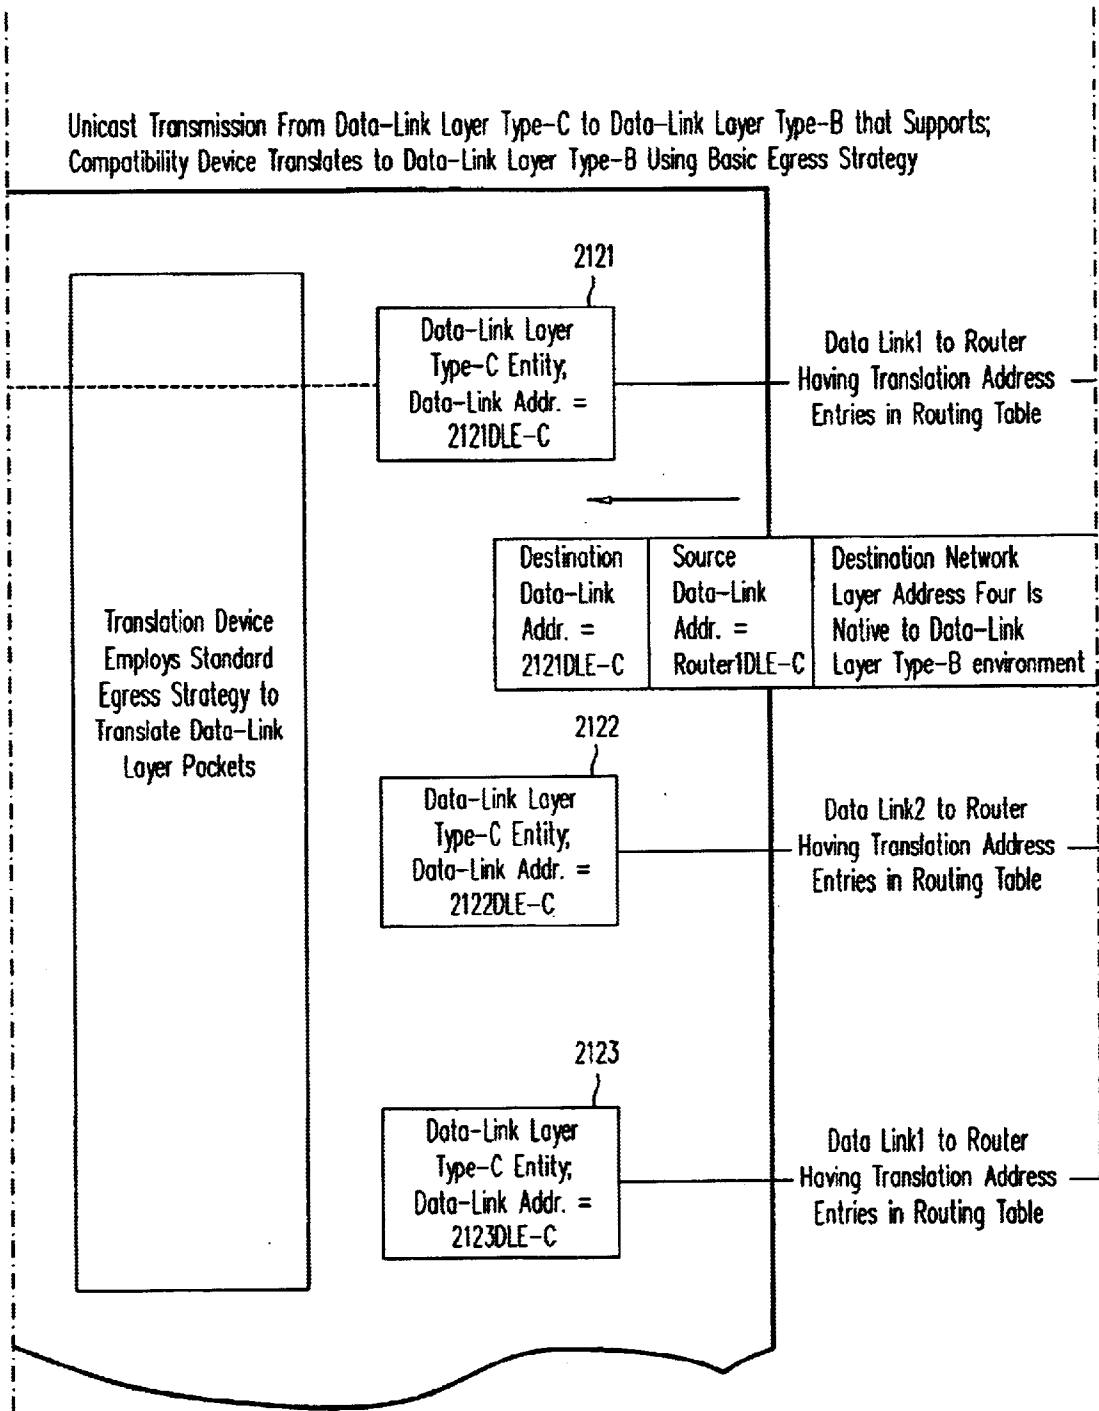 Unicast Transmission From Data-Link Layer Type-C to Data-Link Layer Type-B that Supports;
Compatibility Device Translates to Data-Link Layer Type-B Using Basic Egress Strategy
2121
Data-Link Layer
Type-C Entity;
Data-Link Addr. =
2121DLE-C
Data Link1 to Router
Having Translation Address
Entries in Routing Table
Destination
Data-Link
Addr. =
2121DLE-C
Source
Data-Link
Addr. =
Router1DLE-C
Destination Network
Layer Address Four Is
Native to Data-Link
Layer Type-B environment
Translation Device
Employs Standard
Egress Strategy to
Translate Data-Link
Layer Packets
2122
Data-Link Layer
Type-C Entity;
Data-Link Addr. =
2122DLE-C
Data Link2 to Router
Having Translation Address
Entries in Routing Table
2123
Data-Link Layer
Type-C Entity;
Data-Link Addr. =
2123DLE-C
Data Link1 to Router
Having Translation Address
Entries in Routing Table